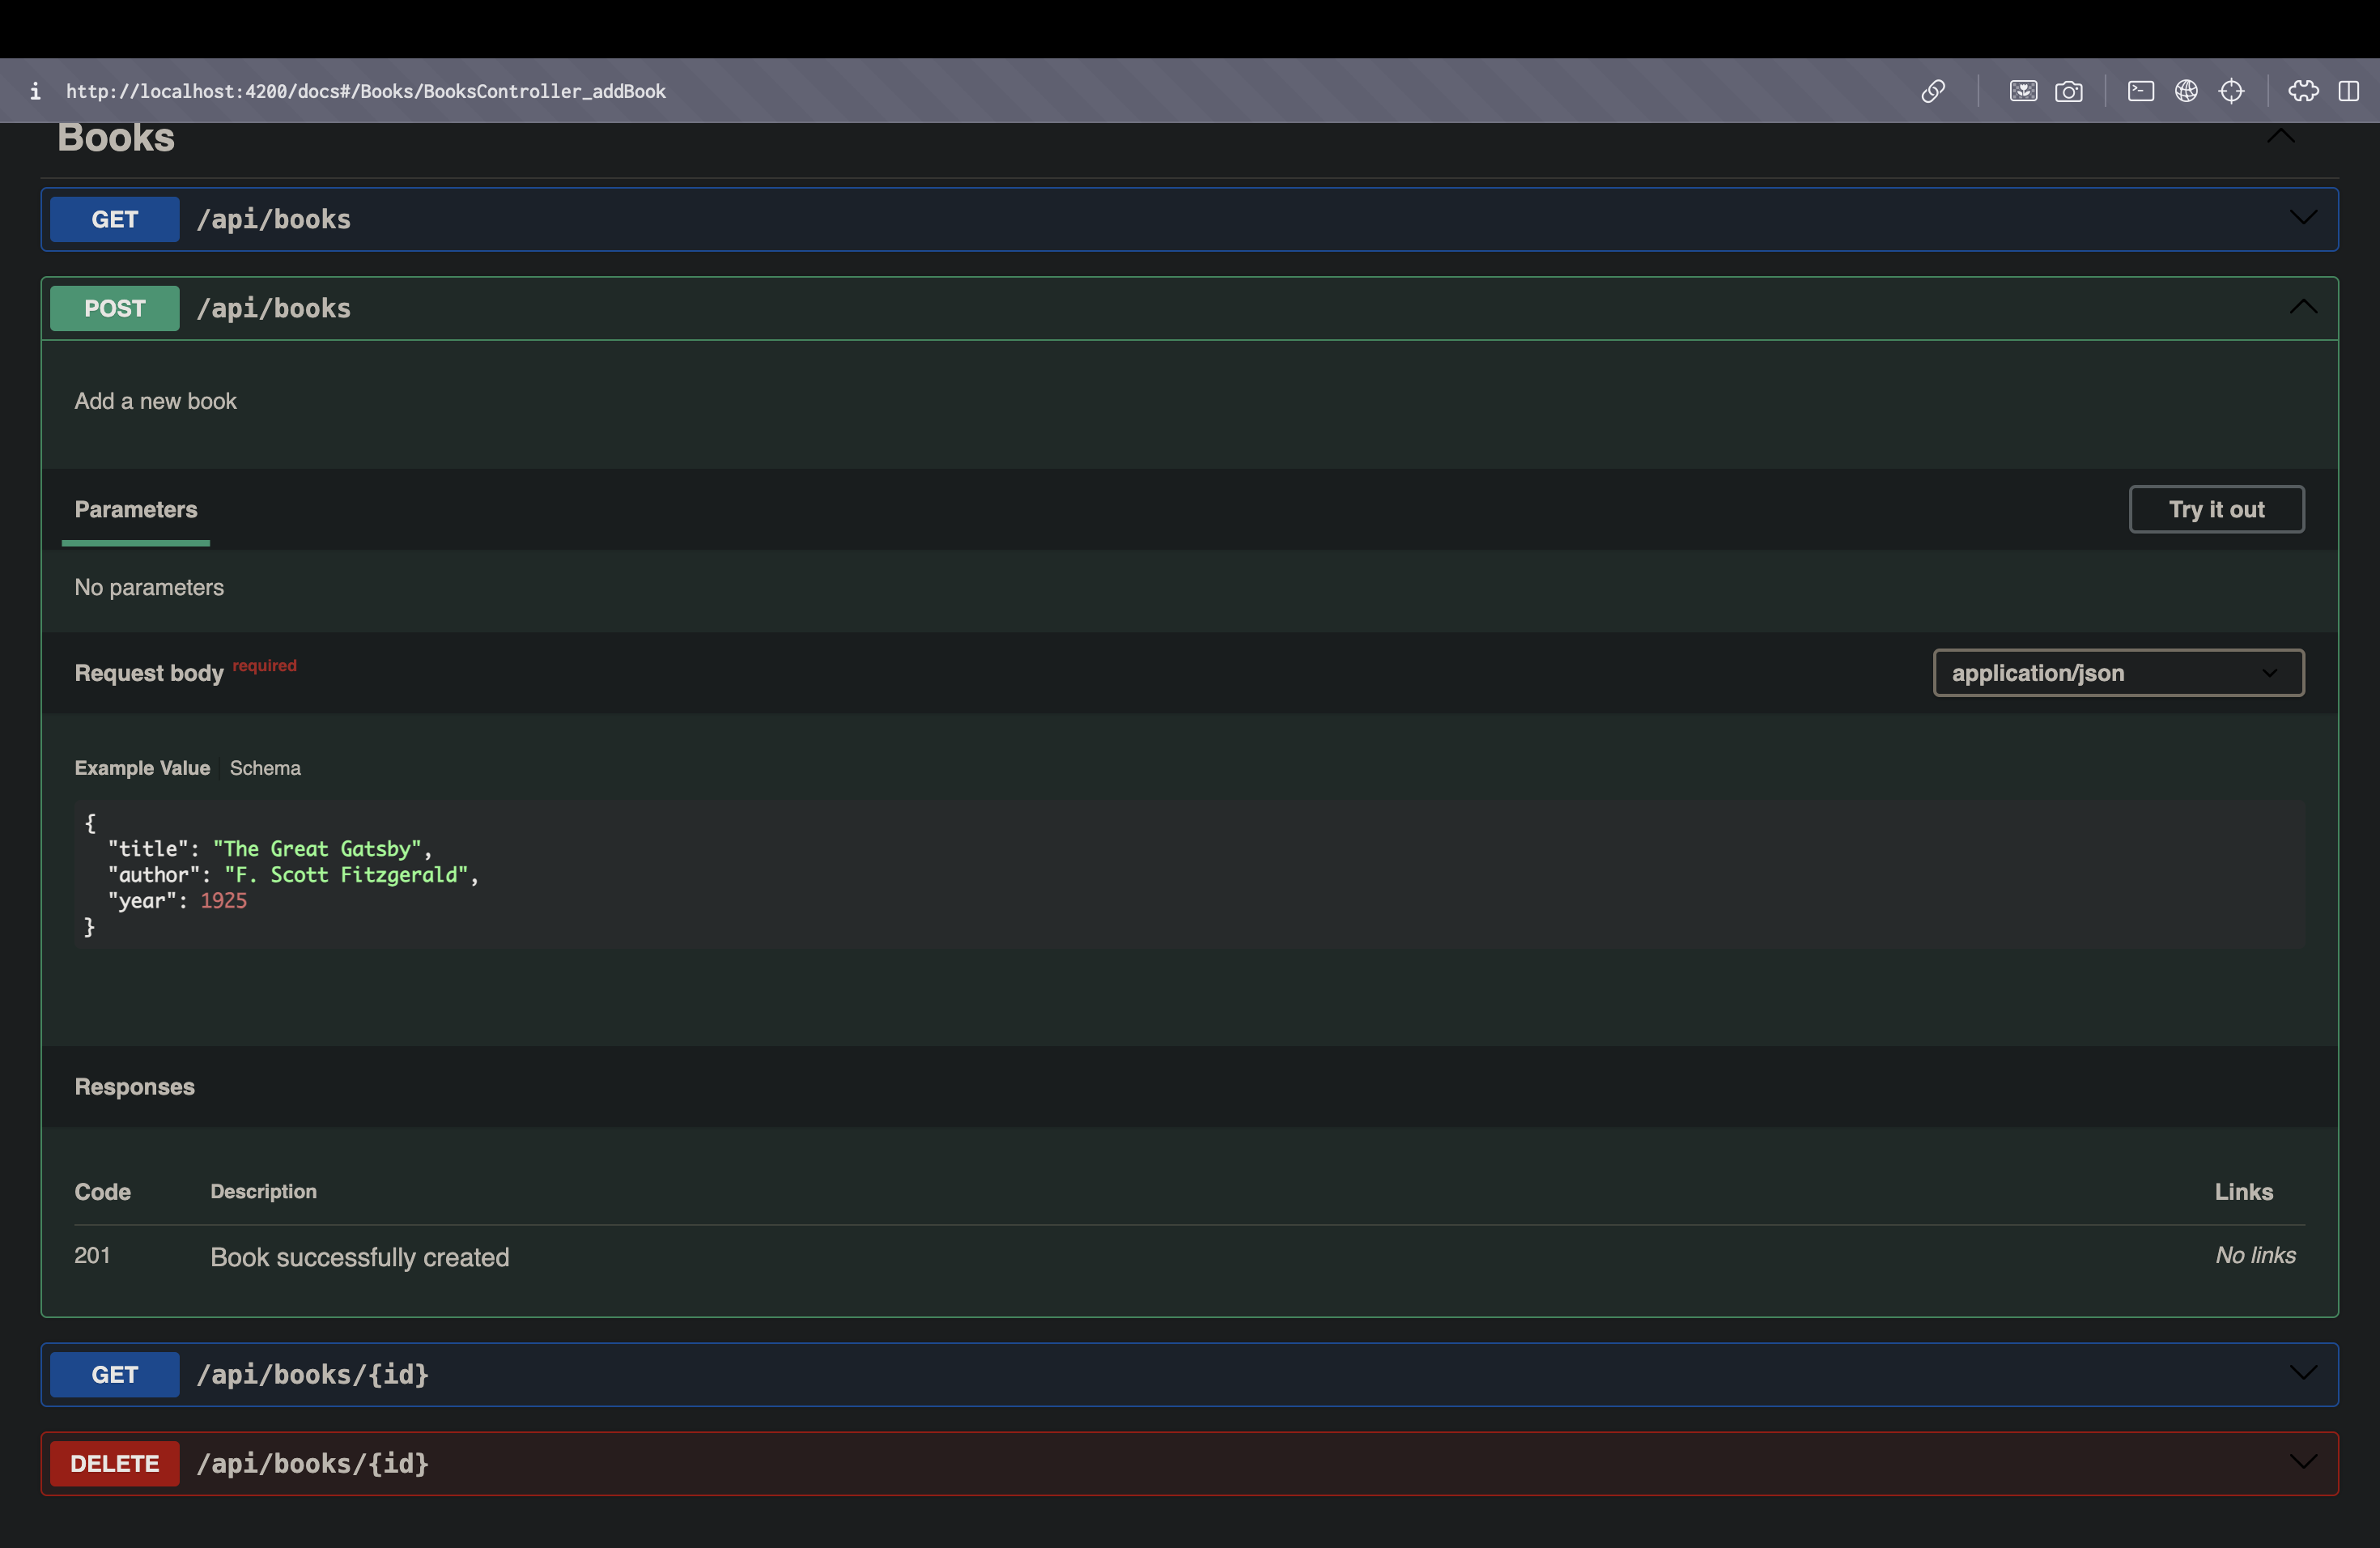 http://localhost:4200/docs#/Books/BooksController_addBook
Books
GET /api/books
POST /api/books
Add a new book
Parameters
Try it out
No parameters
Request body required
application/json
Example Value Schema
{
"title": "The Great Gatsby",
"author": "F. Scott Fitzgerald",
"year": 1925
}
Responses
Code Description Links
201 Book successfully created No links
GET /api/books/{id}
DELETE /api/books/{id}